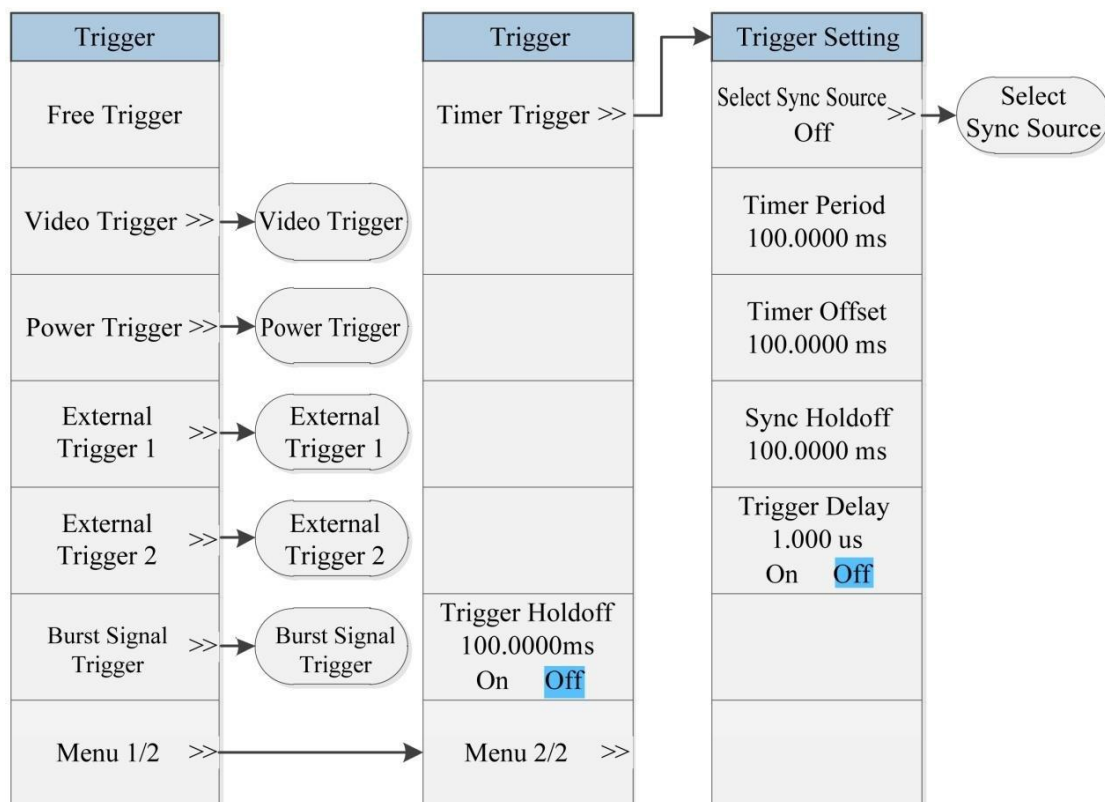 Trigger
Free Trigger
Video Trigger >>
Video Trigger
Power Trigger >>
Power Trigger
External
Trigger 1
>>
External
Trigger 1
External
Trigger 2
>>
External
Trigger 2
Burst Signal
Trigger
>>
Burst Signal
Trigger
Menu 1/2 >>
Trigger
Timer Trigger >>
Trigger Holdoff
100.0000ms
On Off
Menu 2/2 >>
Trigger Setting
Select Sync Source
Off
>>
Select
Sync Source
Timer Period
100.0000 ms
Timer Offset
100.0000 ms
Sync Holdoff
100.0000 ms
Trigger Delay
1.000 us
On Off